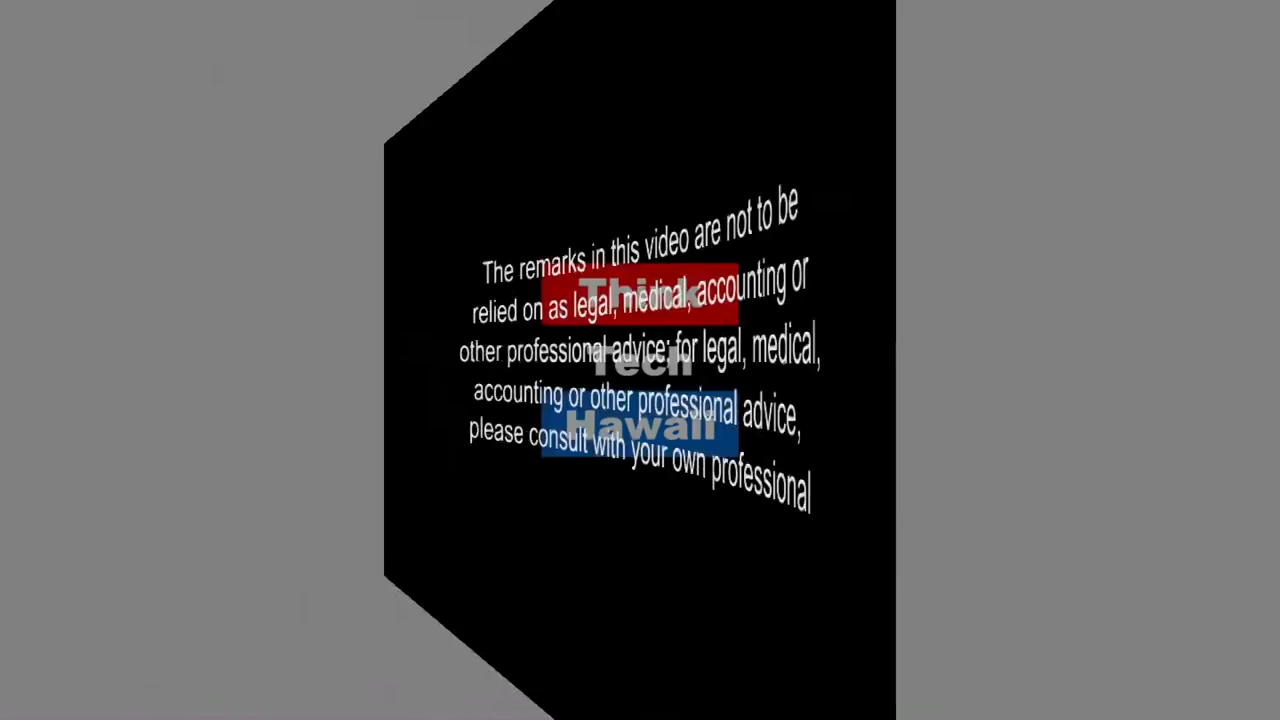 The remarks in this video are not to be
relied on as legal, medical, accounting or
other professional advice; for legal, medical,
accounting or other professional advice,
please consult with your own professional
Think
Tech
Hawaii